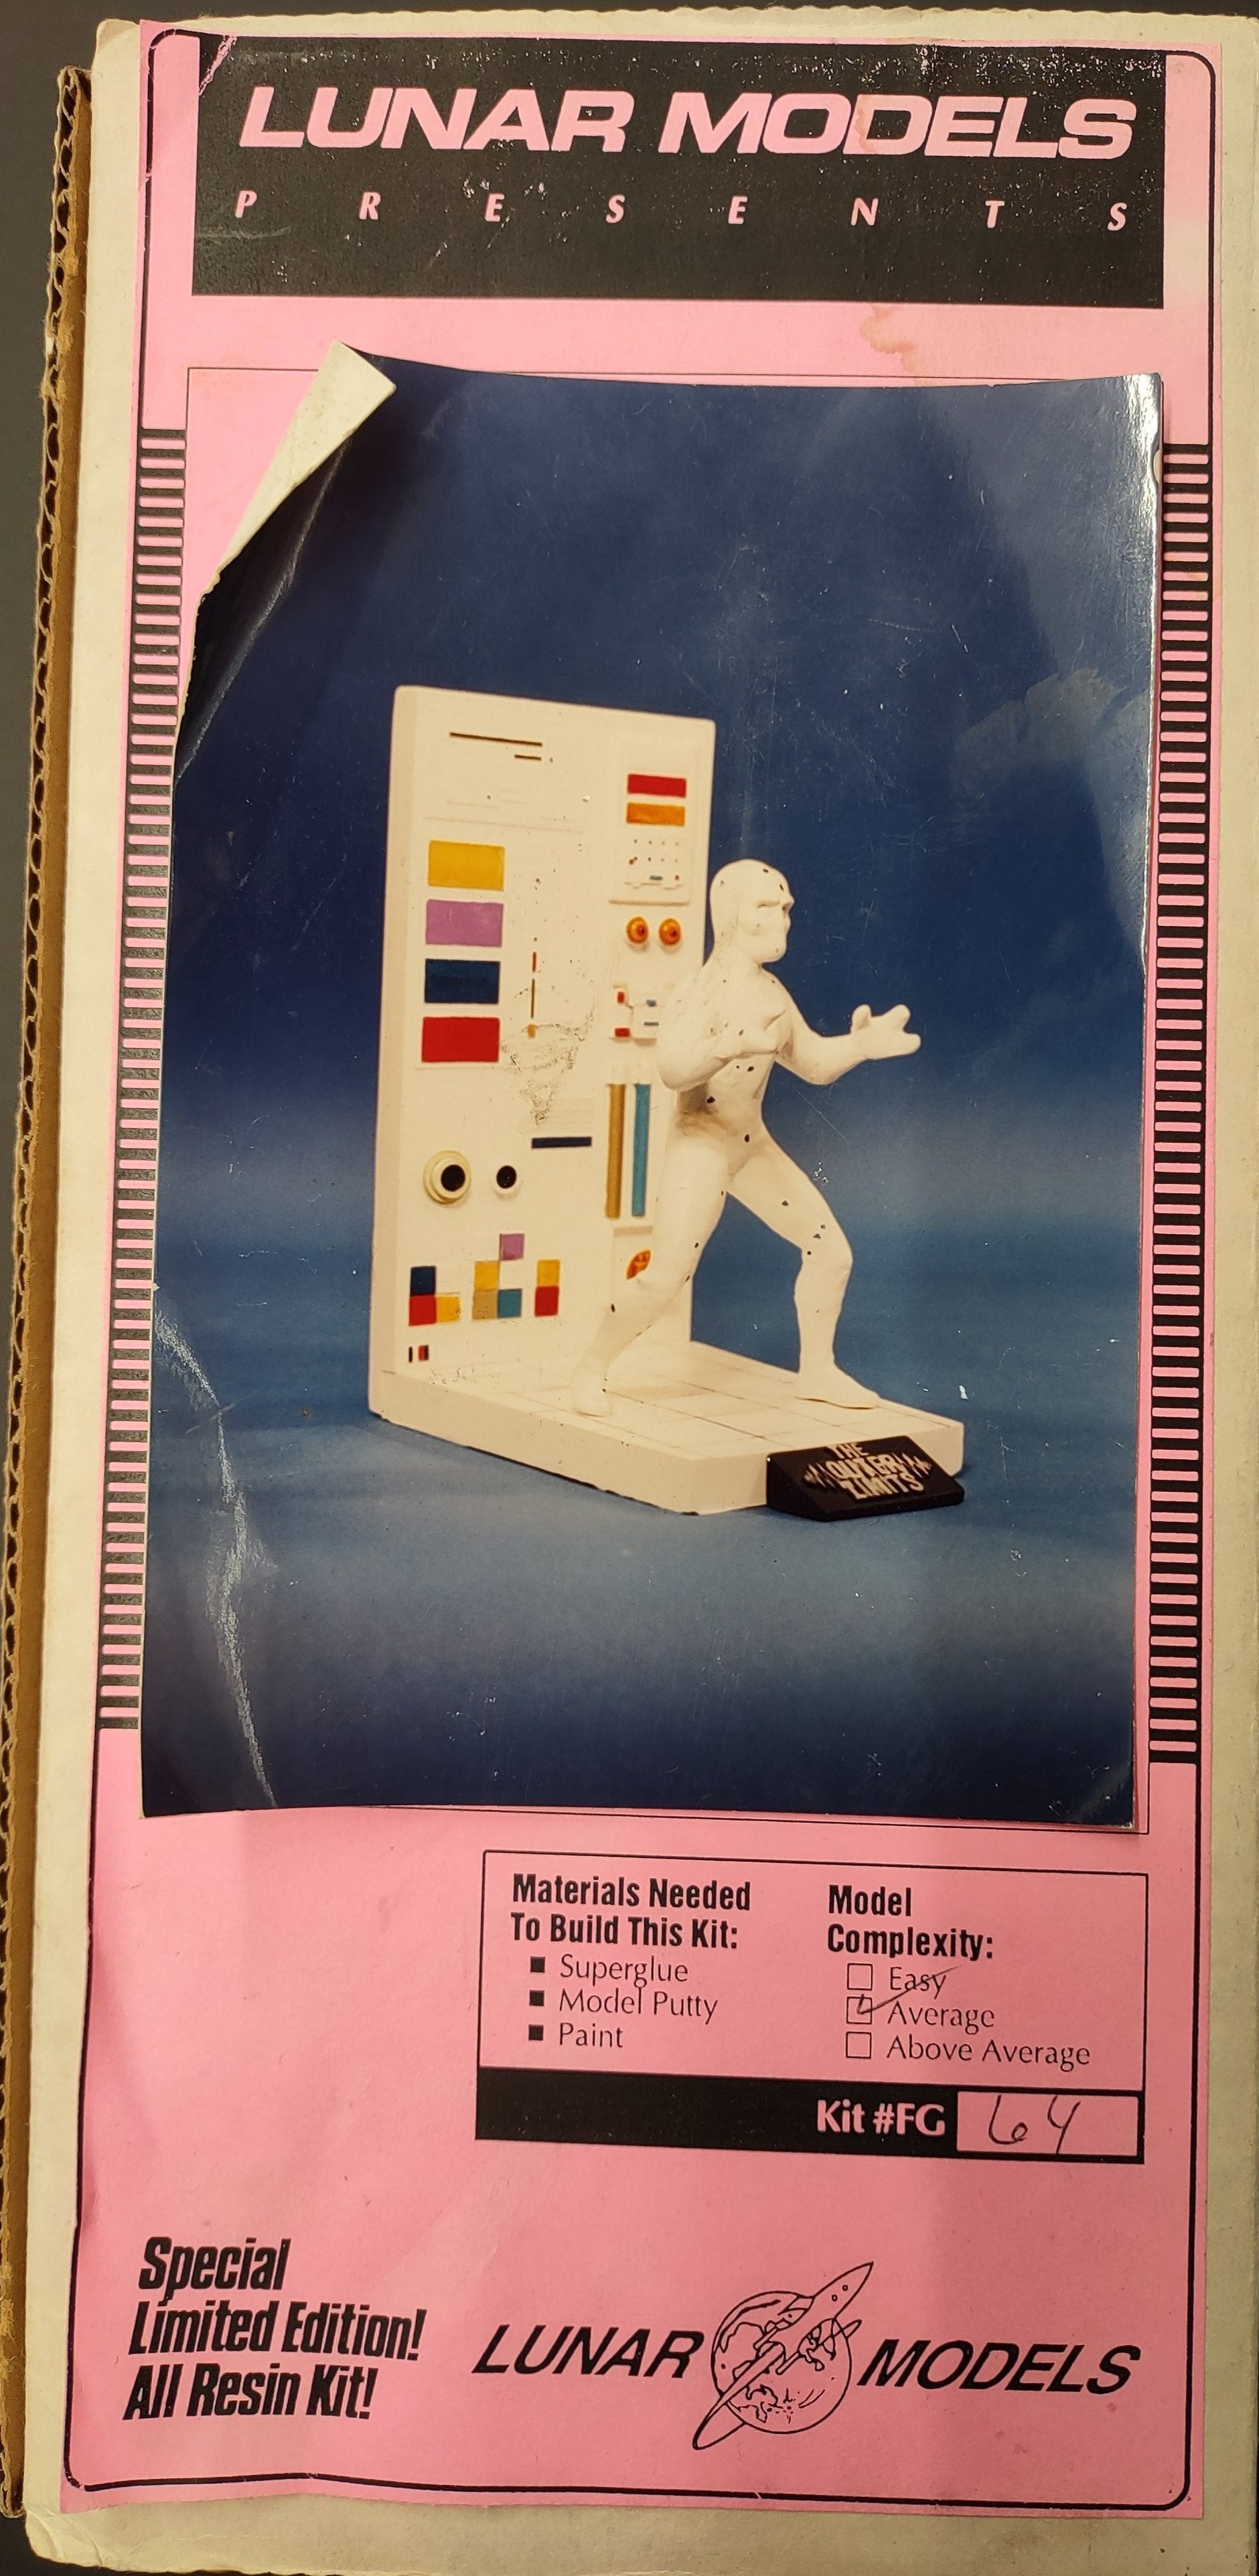 LUNAR MODELS
PRESENTS
THE
OUTER
LIMITS
Materials Needed
To Build This Kit:
Superglue
Model Putty
Paint
Model
Complexity:
Easy
Average
Above Average
Kit #FG 64
Special
Limited Edition!
All Resin Kit!
LUNAR MODELS